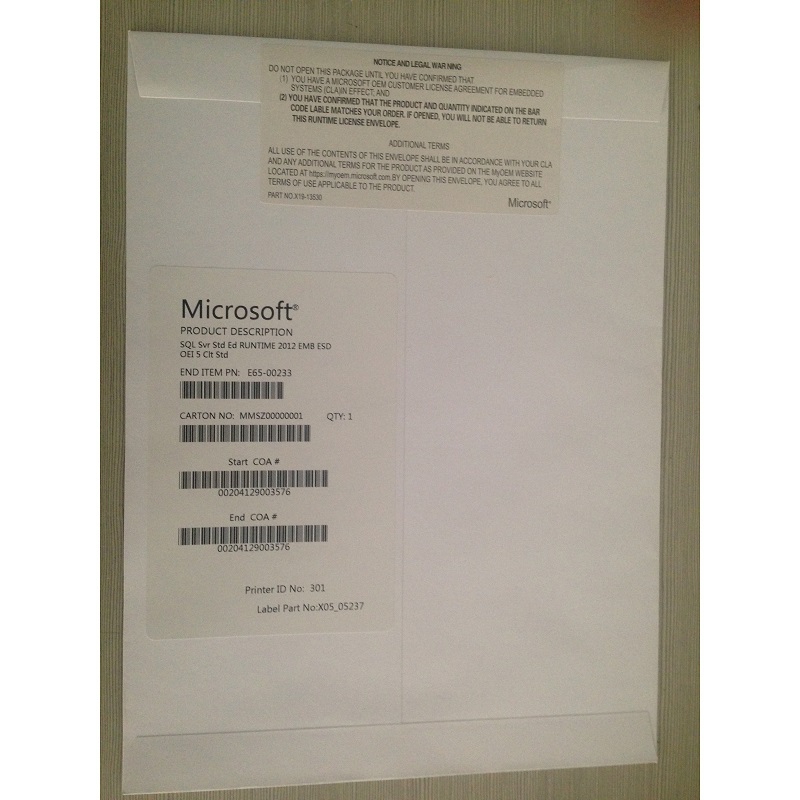 NOTICE AND LEGAL WAR NING
DO NOT OPEN THIS PACKAGE UNTIL YOU HAVE CONFIRMED THAT
(1) YOU HAVE A MICROSOFT OEM CUSTOMER LICENSE AGREEMENT FOR EMBEDDED
SYSTEMS (CLA)IN EFFECT; AND
(2) YOU HAVE CONFIRMED THAT THE PRODUCT AND QUANTITY INDICATED ON THE BAR
CODE LABLE MATCHES YOUR ORDER. IF OPENED, YOU WILL NOT BE ABLE TO RETURN
THIS RUNTIME LICENSE ENVELOPE.
ADDITIONAL TERMS
ALL USE OF THE CONTENTS OF THIS ENVELOPE SHALL BE IN ACCORDANCE WITH YOUR CLA
AND ANY ADDITIONAL TERMS FOR THE PRODUCT AS PROVIDED ON THE MyOEM WEBSITE
LOCATED AT https://myoem.microsoft.com.BY OPENING THIS ENVELOPE, YOU AGREE TO ALL
TERMS OF USE APPLICABLE TO THE PRODUCT.
PART NO.X19-13530
Microsoft®
Microsoft®
PRODUCT DESCRIPTION
SQL Svr Std Ed RUNTIME 2012 EMB ESD
OEI 5 Clt Std
END ITEM PN: E65-00233
CARTON NO: MMSZ00000001 QTY: 1
Start COA #
00204129003576
End COA #
00204129003576
Printer ID No: 301
Label Part No:X05_05237